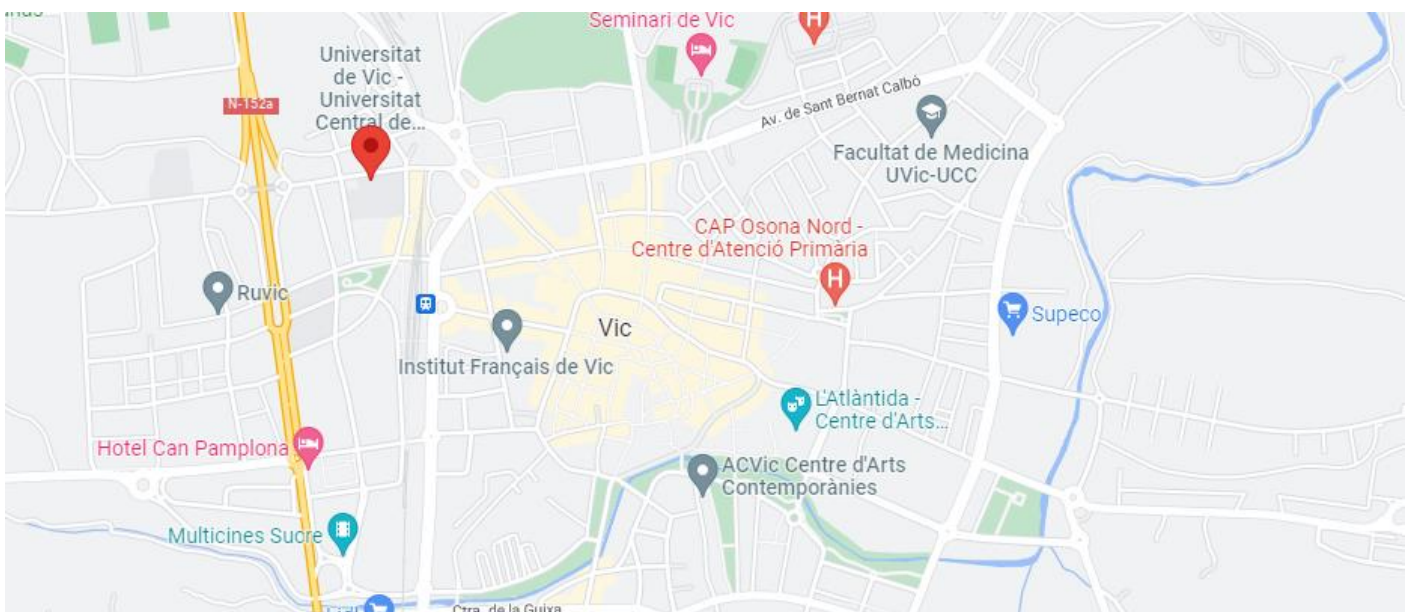 Seminari de Vic
H
Universitat
de Vic -
Universitat
Central de...
N-152a
Av. de Sant Bernat Calbó
Facultat de Medicina
UVic-UCC
CAP Osona Nord -
Centre d'Atenció Primària
H
Ruvic
Supeco
Vic
Institut Français de Vic
L'Atlàntida -
Centre d'Arts...
Hotel Can Pamplona
ACVic Centre d'Arts
Contemporànies
Multicines Sucre
Ctra. de la Guixa